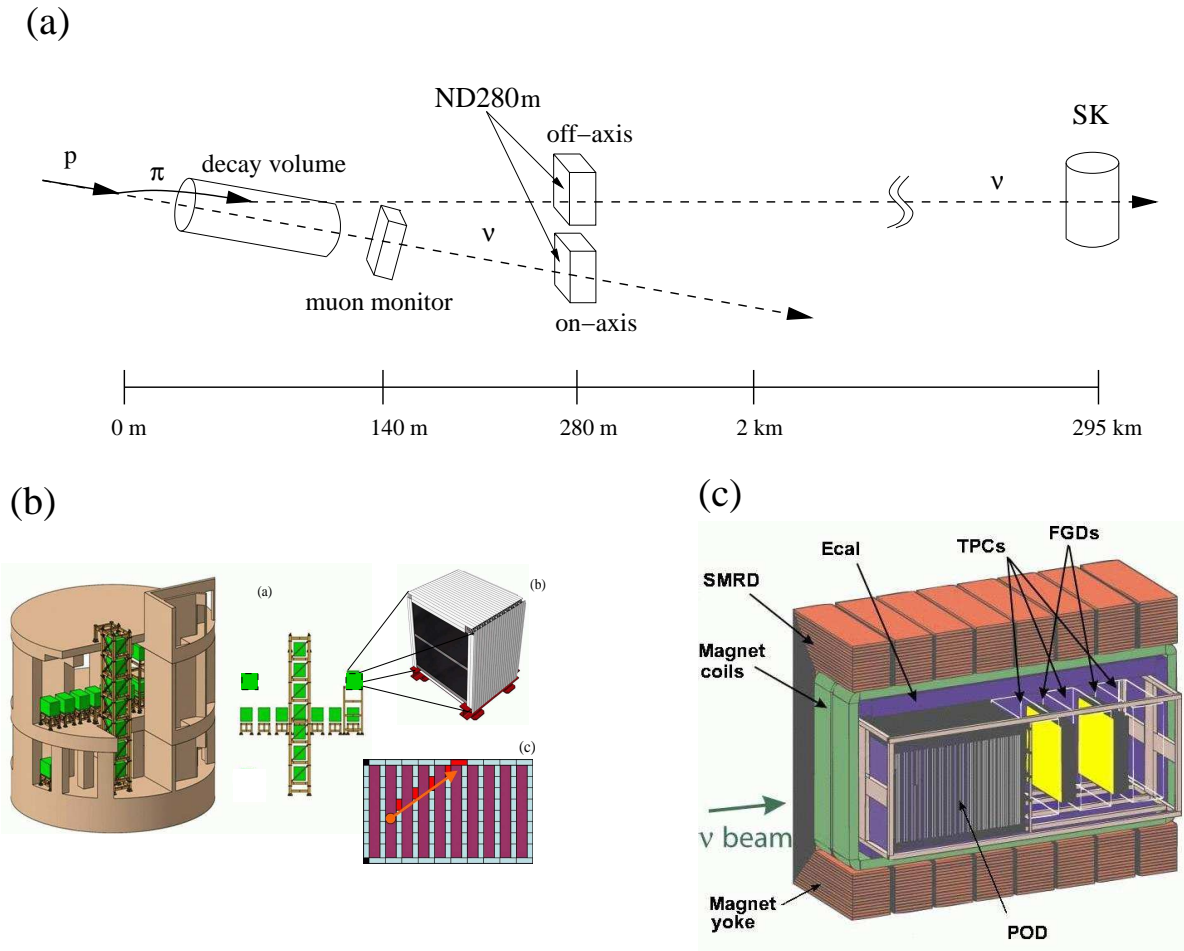 (a)
ND280m
off−axis
SK
p
π
decay volume
ν
ν
muon monitor
on−axis
0 m
140 m
280 m
2 km
295 km
(b)
(a)
(b)
(c)
(c)
Ecal
TPCs
FGDs
SMRD
Magnet
coils
ν beam
Magnet
yoke
POD